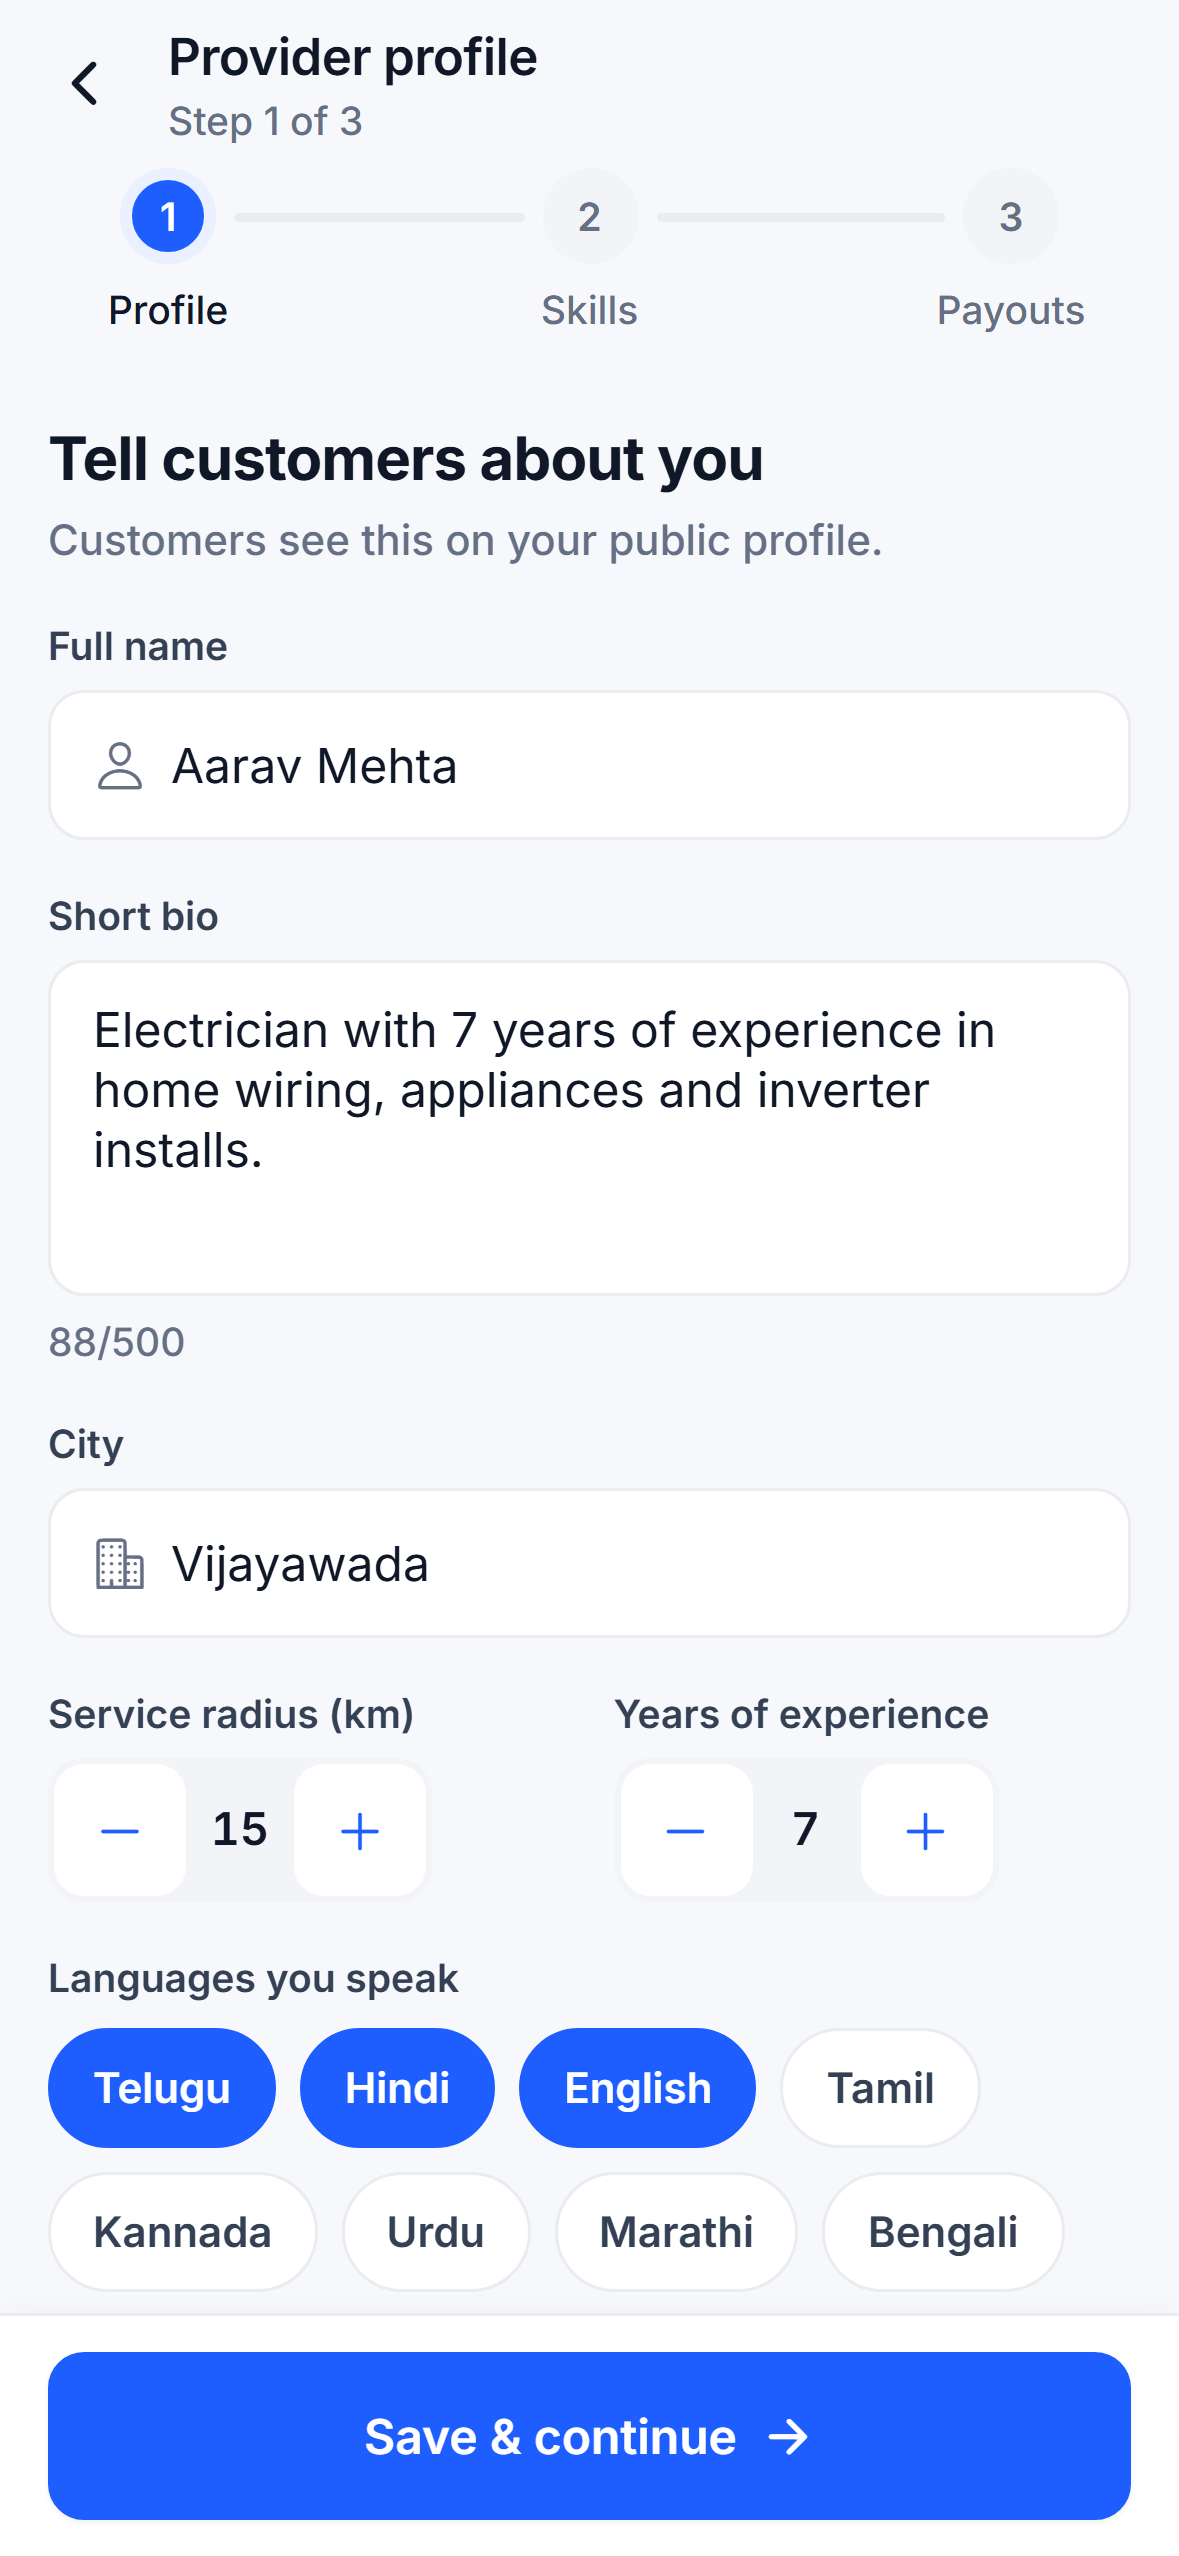 Provider profile
Step 1 of 3
1 2 3
Profile Skills Payouts
Tell customers about you
Customers see this on your public profile.
Full name
Aarav Mehta
Short bio
Electrician with 7 years of experience in
home wiring, appliances and inverter
installs.
88/500
City
Vijayawada
Service radius (km) Years of experience
15 7
Languages you speak
Telugu Hindi English Tamil
Kannada Urdu Marathi Bengali
Save & continue